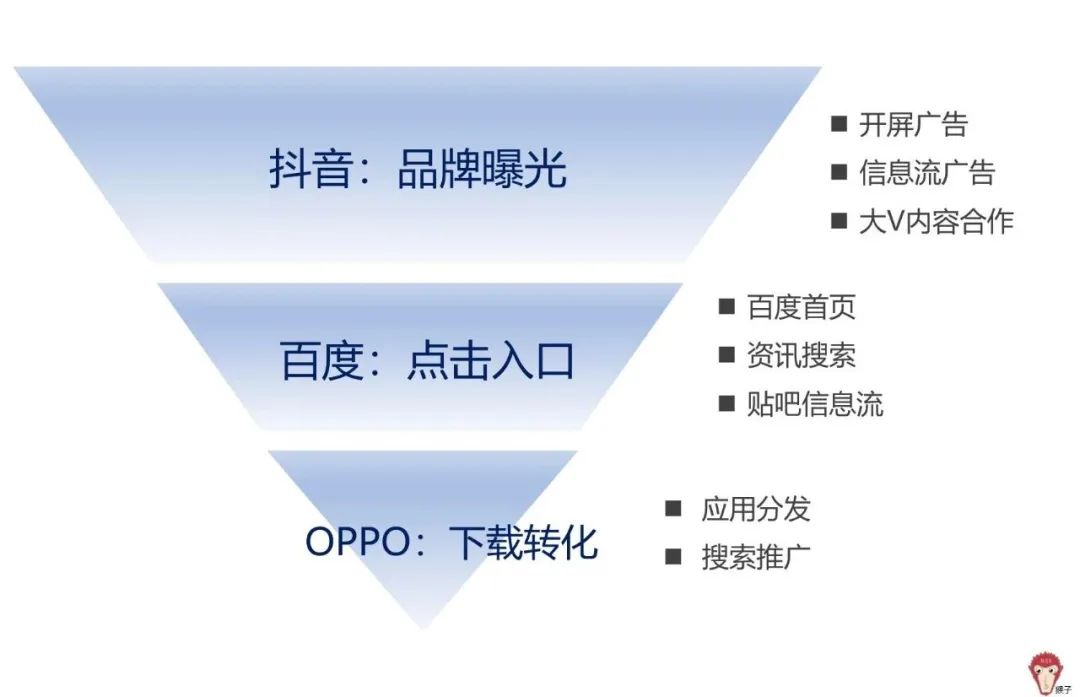 抖音：品牌曝光
■ 开屏广告
■ 信息流广告
■ 大V内容合作
百度：点击入口
■ 百度首页
■ 资讯搜索
■ 贴吧信息流
OPPO：下载转化
■ 应用分发
■ 搜索推广
猴子